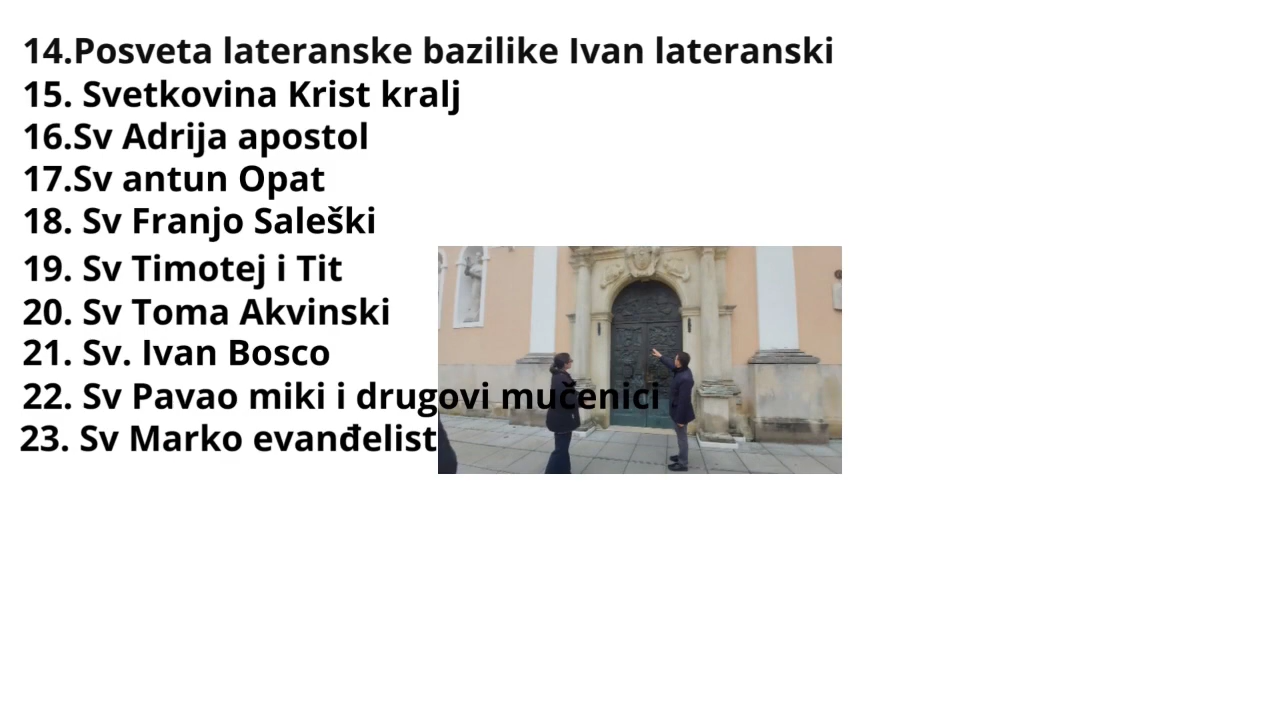 14.Posveta lateranske bazilike Ivan lateranski
15. Svetkovina Krist kralj
16.Sv Adrija apostol
17.Sv antun Opat
18. Sv Franjo Saleški
19. Sv Timotej i Tit
20. Sv Toma Akvinski
21. Sv. Ivan Bosco
22. Sv Pavao miki i drugovi mučenici
23. Sv Marko evanđelist